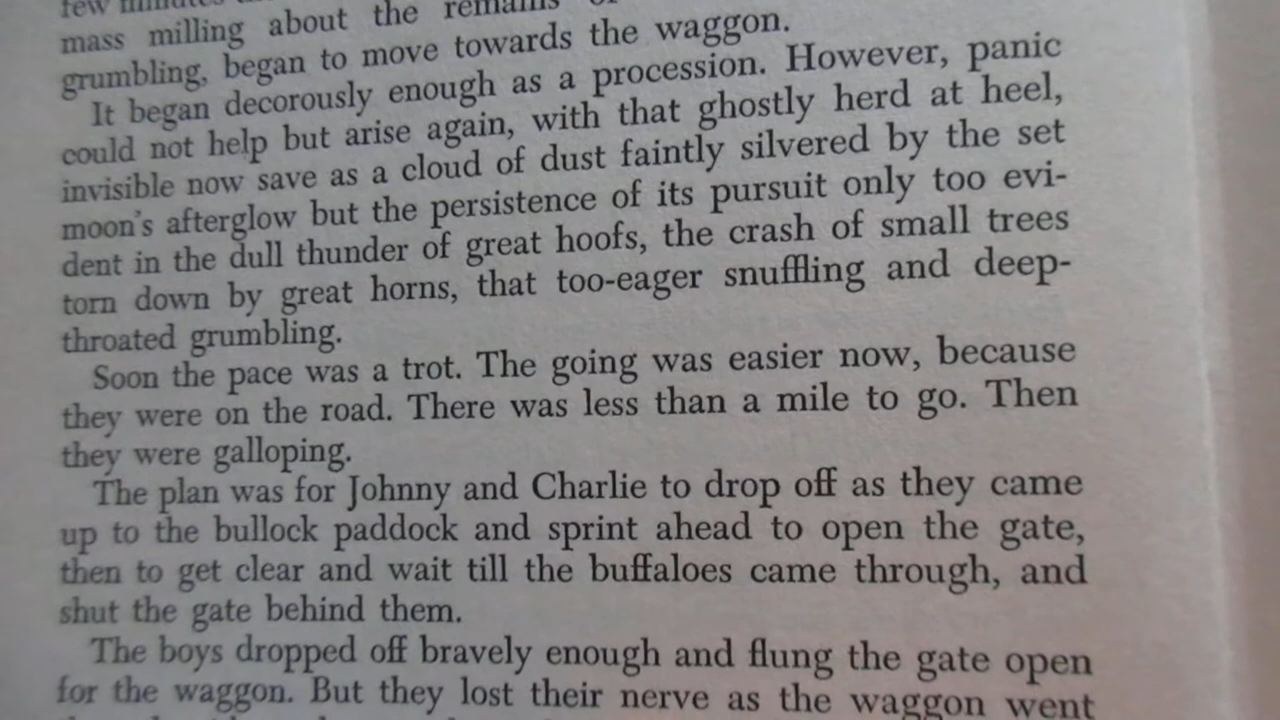 few minutes
mass milling about the remains
grumbling, began to move towards the waggon.
It began decorously enough as a procession. However, panic
could not help but arise again, with that ghostly herd at heel,
invisible now save as a cloud of dust faintly silvered by the set
moon's afterglow but the persistence of its pursuit only too evi-
dent in the dull thunder of great hoofs, the crash of small trees
torn down by great horns, that too-eager snuffling and deep-
throated grumbling.
Soon the pace was a trot. The going was easier now, because
they were on the road. There was less than a mile to go. Then
they were galloping.
The plan was for Johnny and Charlie to drop off as they came
up to the bullock paddock and sprint ahead to open the gate,
then to get clear and wait till the buffaloes came through, and
shut the gate behind them.
The boys dropped off bravely enough and flung the gate open
for the waggon. But they lost their nerve as the waggon went